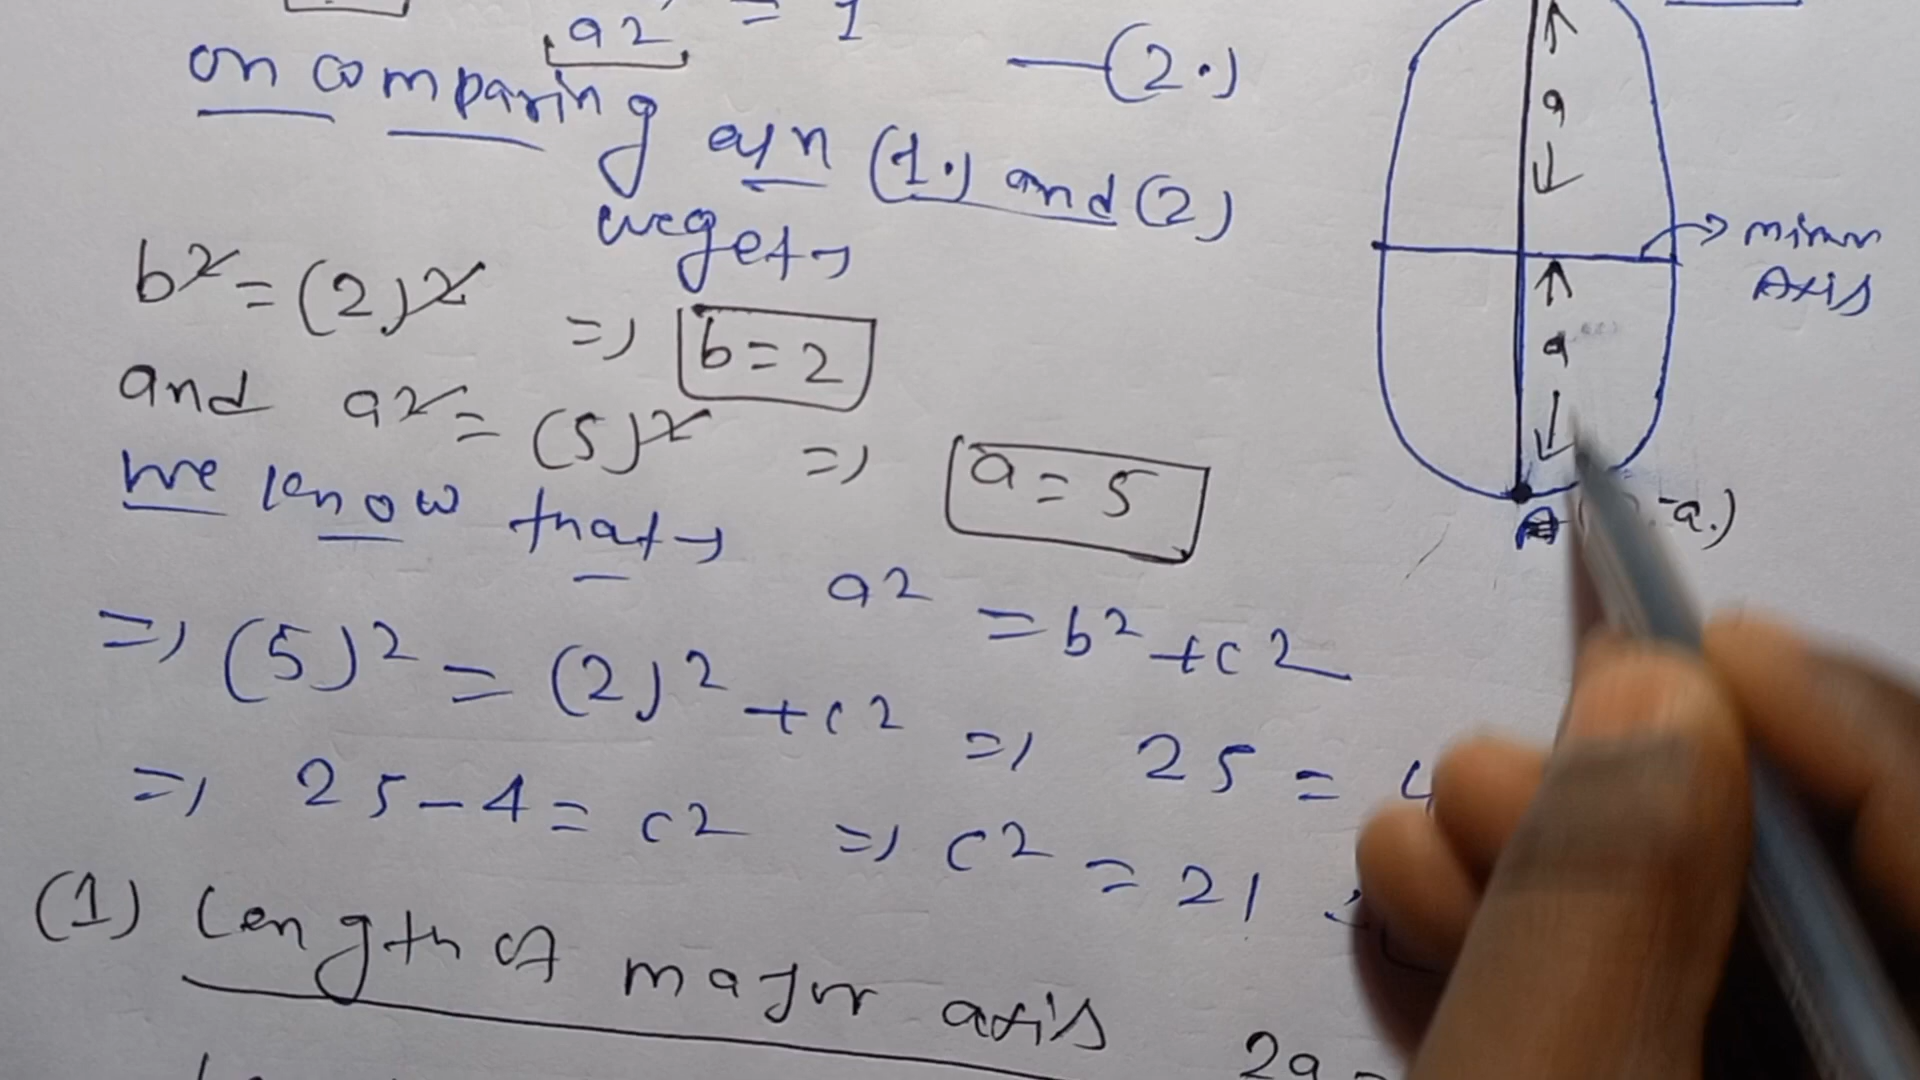 a2 = 1 —(2.)
on comparing eqn (1.) and (2)
we get →
b2 = (2)2 => b = 2
and a2 = (5)2 => a = 5
we know that →
a2 = b2 + c2
=> (5)2 = (2)2 + c2 => 25 = 4
=> 25 - 4 = c2 => c2 = 21
(1) Length of major axis 2a =
a
minor
Axis
a
A
-a.)